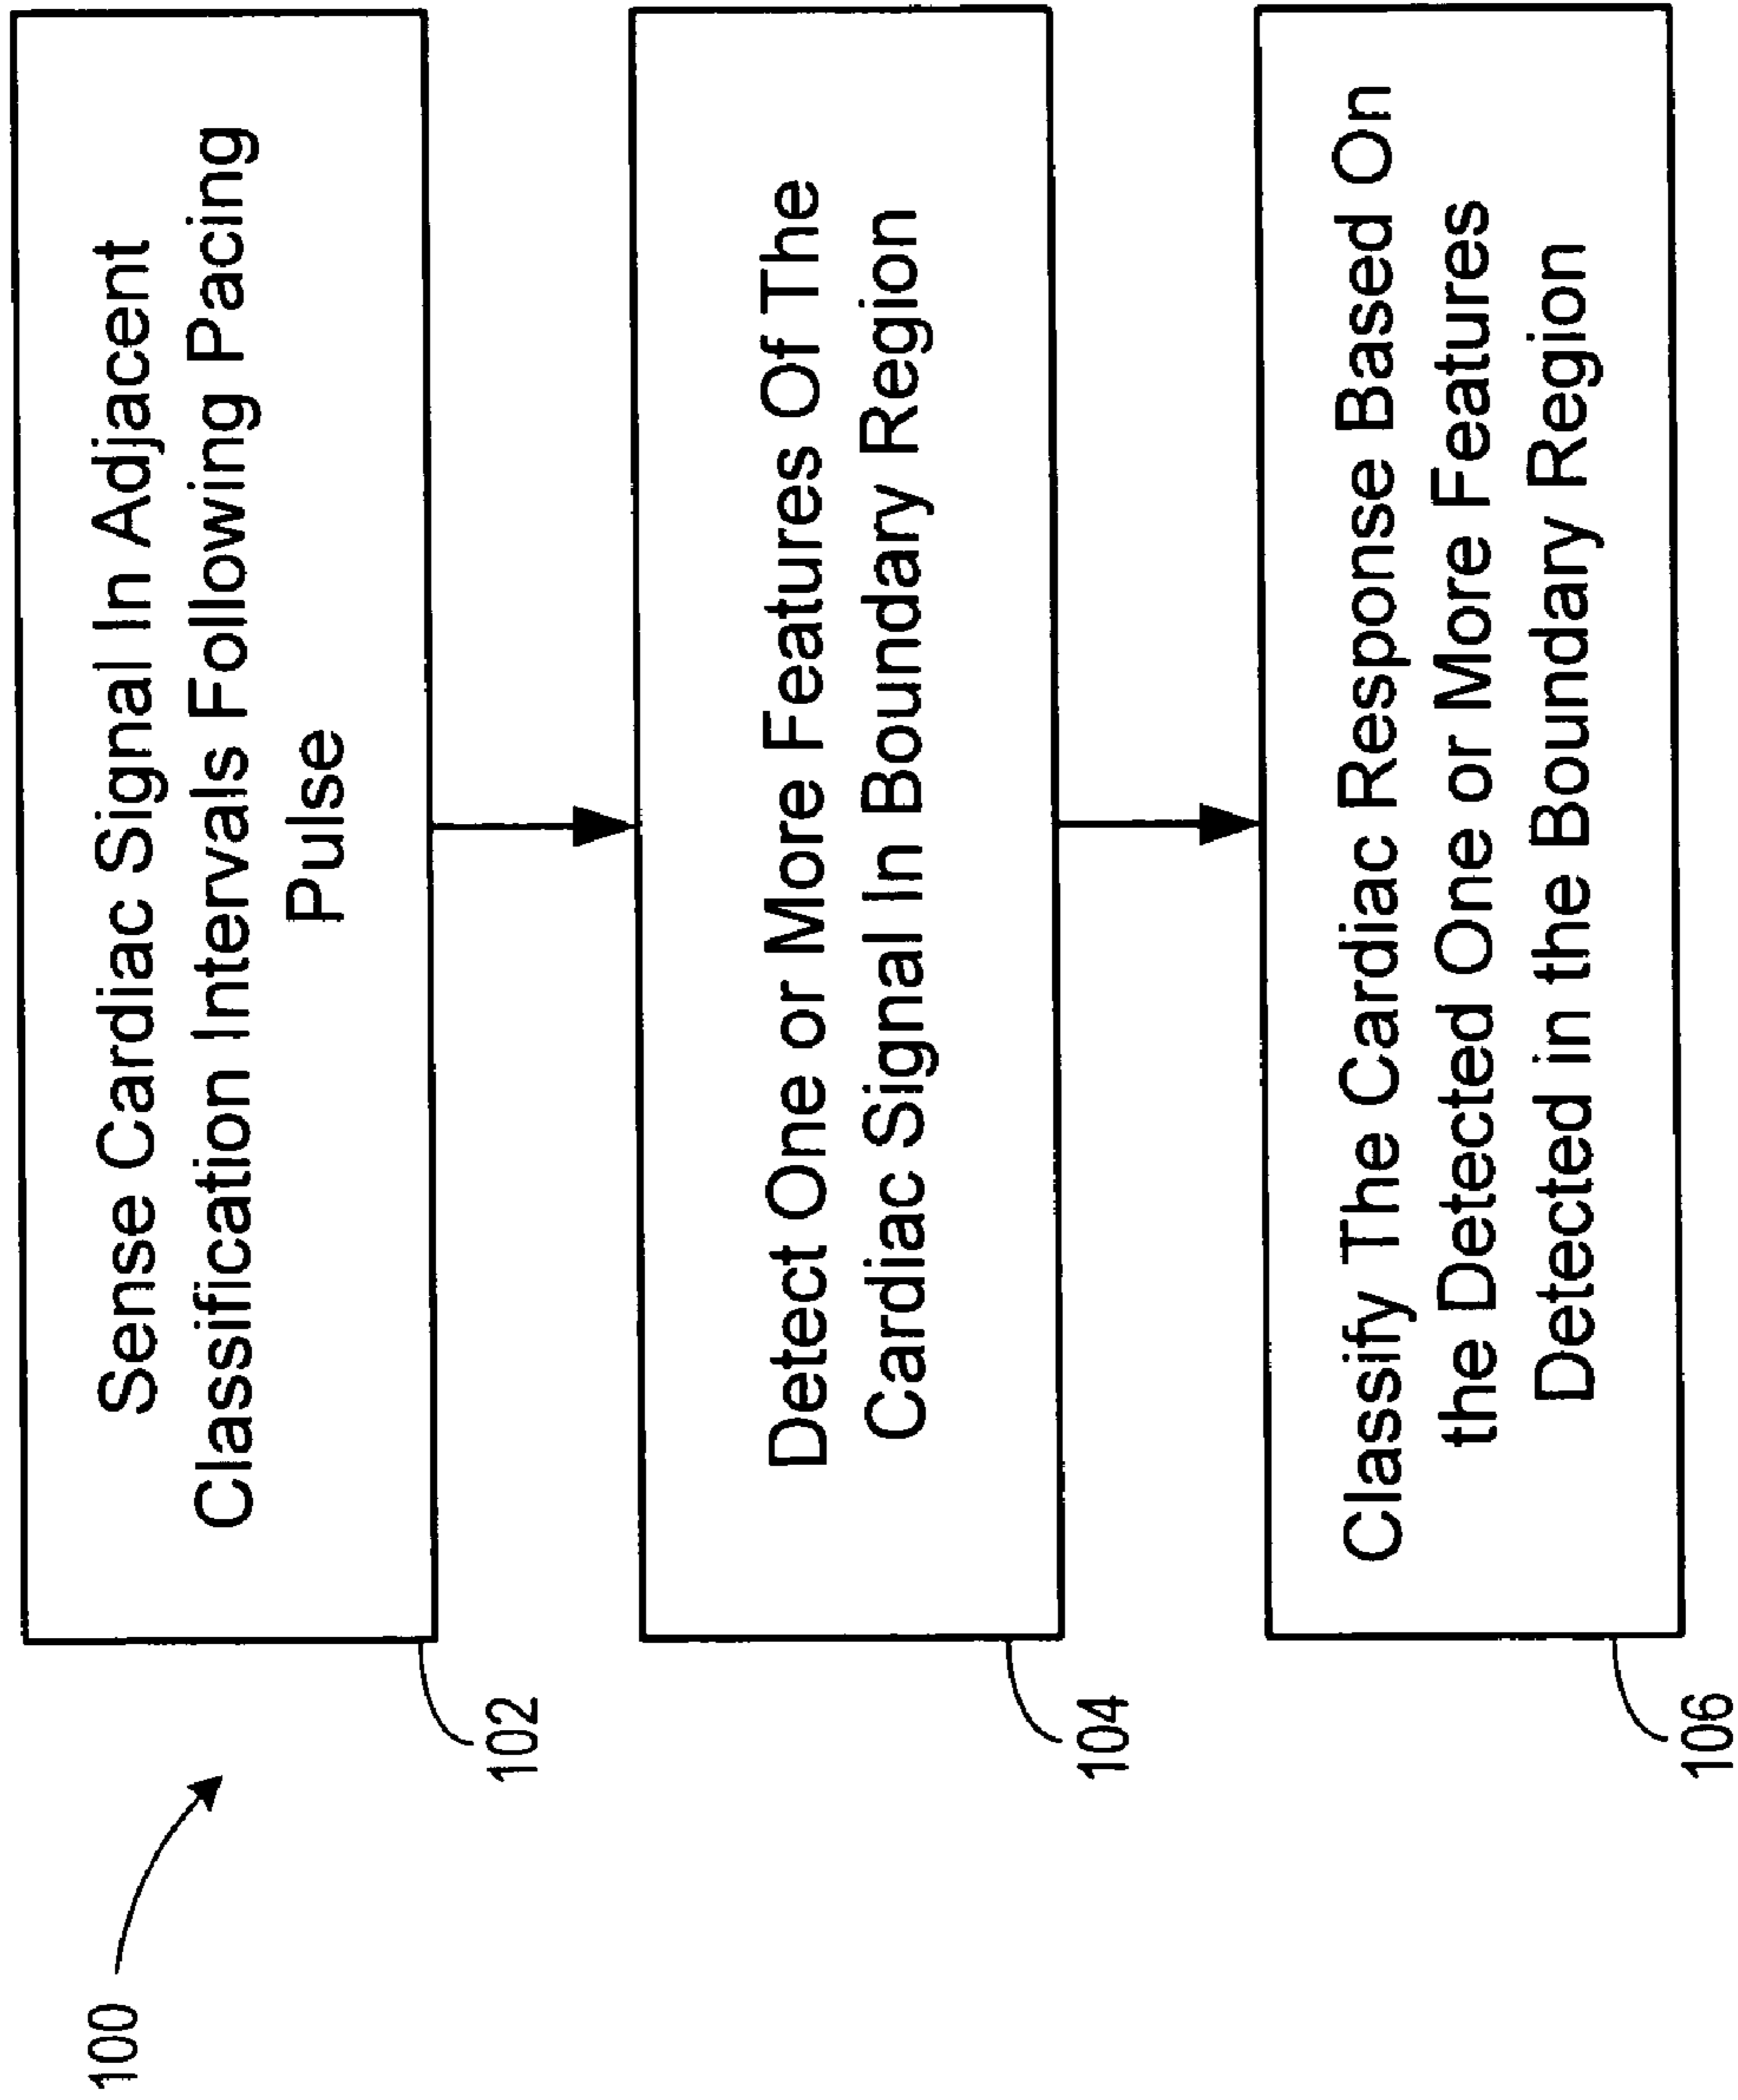 100
Sense Cardiac Signal In Adjacent
Classification Intervals Following Pacing
Pulse
102
Detect One or More Features Of The
Cardiac Signal In Boundary Region
104
Classify The Cardiac Response Based On
the Detected One or More Features
Detected in the Boundary Region
106